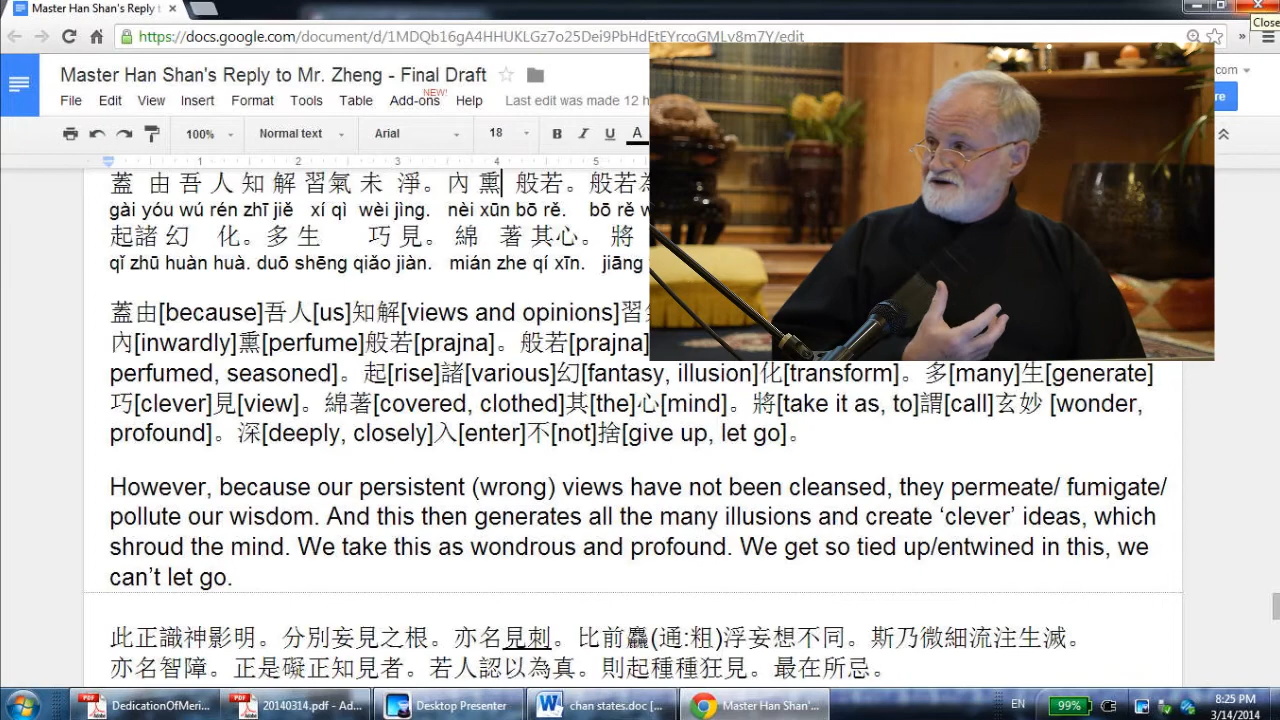 Master Han Shan's Reply t
Close
https://docs.google.com/document/d/1MDQb16gA4HHUKLGz7o25Dei9PbHdEtEYrcoGMLv8m7Y/edit
Master Han Shan's Reply to Mr. Zheng - Final Draft
com
File Edit View Insert Format Tools Table Add-ons NEW! Help Last edit was made 12 h
re
100% Normal text Arial 18 B I U A
1 2 3 4 5
蓋 由 吾 人 知 解 習 氣 未 淨。內 熏 般若。般若
gài yóu wú rén zhī jiě xí qì wèi jìng. nèi xūn bō rě. bō rě w
起諸 幻 化。多 生 巧 見。 綿 著 其心。 將
qǐ zhū huàn huà. duō shēng qiǎo jiàn. mián zhe qí xīn. jiāng
蓋由[because]吾人[us]知解[views and opinions]習
內[inwardly]熏[perfume]般若[prajna]。般若[prajna]
perfumed, seasoned]。起[rise]諸[various]幻[fantasy, illusion]化[transform]。多[many]生[generate]
巧[clever]見[view]。綿著[covered, clothed]其[the]心[mind]。將[take it as, to]謂[call]玄妙 [wonder,
profound]。深[deeply, closely]入[enter]不[not]捨[give up, let go]。
However, because our persistent (wrong) views have not been cleansed, they permeate/ fumigate/
pollute our wisdom. And this then generates all the many illusions and create ‘clever’ ideas, which
shroud the mind. We take this as wondrous and profound. We get so tied up/entwined in this, we
can’t let go.
此正識神影明。分別妄見之根。亦名見刺。比前麤(通:粗)浮妄想不同。斯乃微細流注生滅。
亦名智障。正是礙正知見者。若人認以為真。則起種種狂見。最在所忌。
DedicationOfMeri... 20140314.pdf - Ad... Desktop Presenter chan states.doc [... Master Han Shan'... EN 99% 8:25 PM
3/14/2014